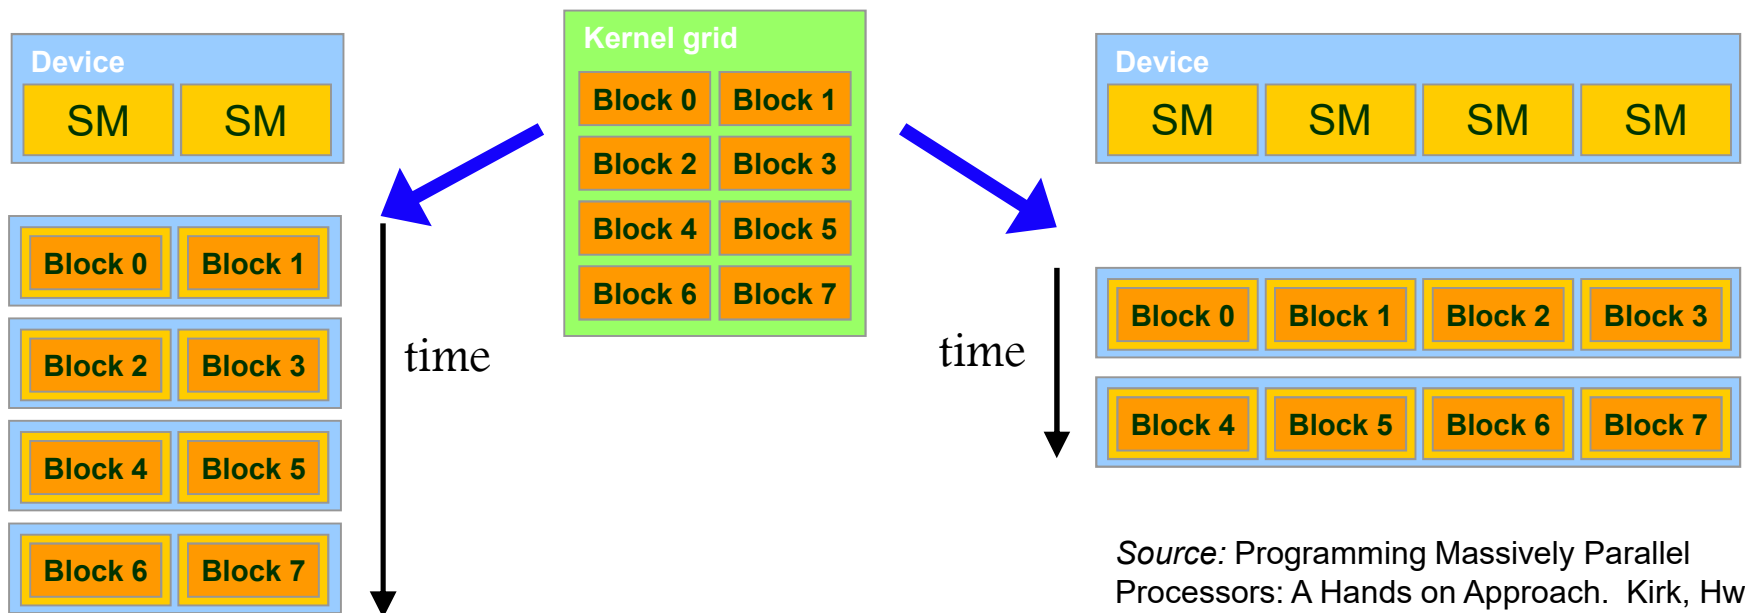 Device
SM SM
Block 0 Block 1
Block 2 Block 3
Block 4 Block 5
Block 6 Block 7
time
Kernel grid
Block 0 Block 1
Block 2 Block 3
Block 4 Block 5
Block 6 Block 7
Device
SM SM SM SM
time
Block 0 Block 1 Block 2 Block 3
Block 4 Block 5 Block 6 Block 7
Source: Programming Massively Parallel
Processors: A Hands on Approach. Kirk, Hw